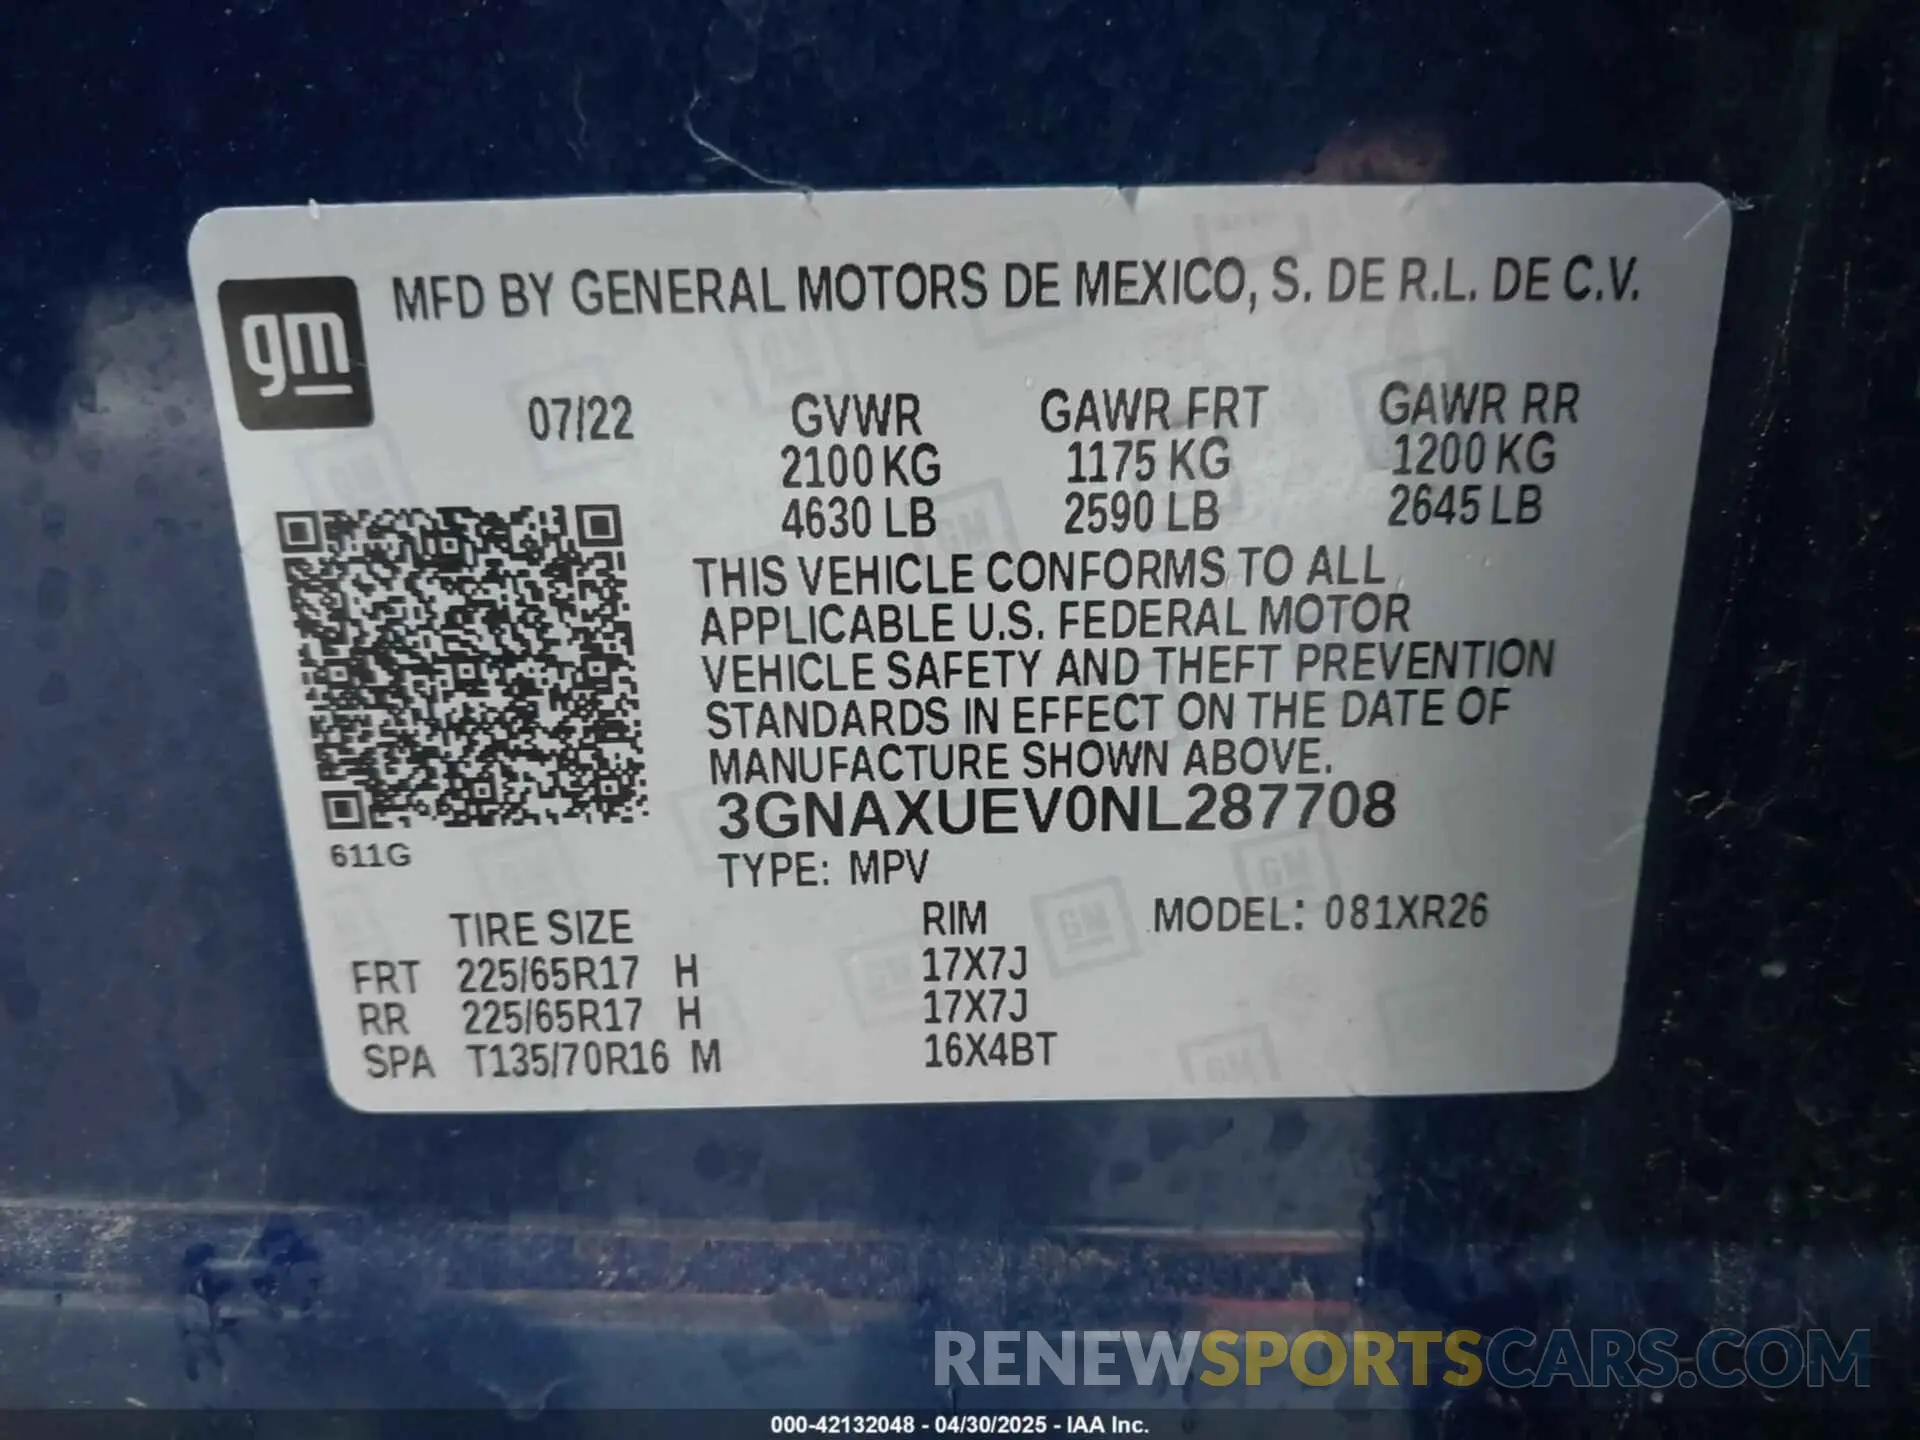 gm
MFD BY GENERAL MOTORS DE MEXICO, S. DE R.L. DE C.V.
07/22 GVWR GAWR FRT GAWR RR
2100 KG 1175 KG 1200 KG
4630 LB 2590 LB 2645 LB
THIS VEHICLE CONFORMS TO ALL
APPLICABLE U.S. FEDERAL MOTOR
VEHICLE SAFETY AND THEFT PREVENTION
STANDARDS IN EFFECT ON THE DATE OF
MANUFACTURE SHOWN ABOVE.
3GNAXUEV0NL287708
611G
TYPE: MPV
TIRE SIZE RIM MODEL: 081XR26
FRT 225/65R17 H 17X7J
RR 225/65R17 H 17X7J
SPA T135/70R16 M 16X4BT
RENEWSPORTSCARS.COM
000-42132048 - 04/30/2025 - IAA Inc.